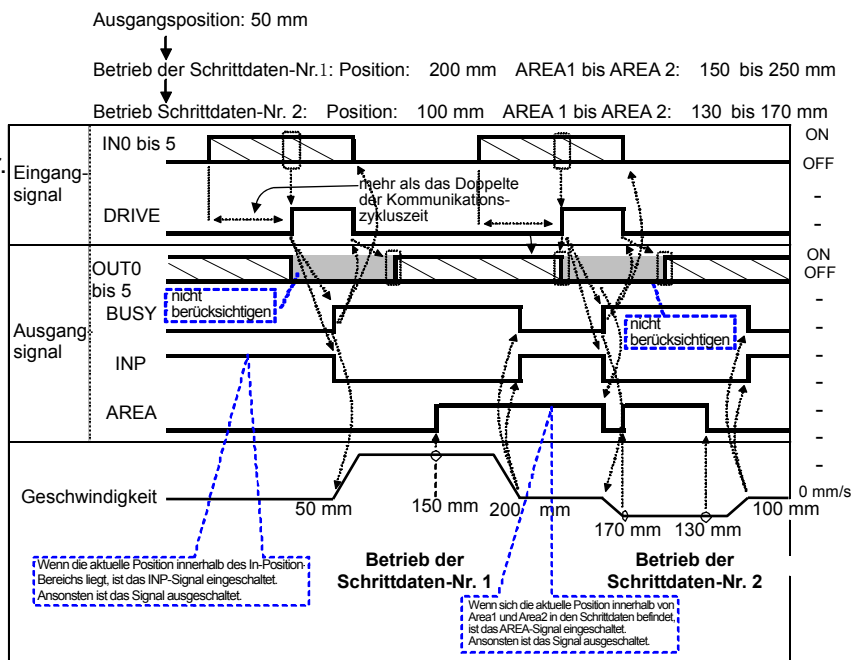 Ausgangsposition: 50 mm
Betrieb der Schrittdaten-Nr.1: Position: 200 mm AREA1 bis AREA 2: 150 bis 250 mm
Betrieb Schrittdaten-Nr. 2: Position: 100 mm AREA 1 bis AREA 2: 130 bis 170 mm
Eingang-
signal
IN0 bis 5
ON
OFF
mehr als das Doppelte
der Kommunikations-
zykluszeit
-
DRIVE
-
Ausgang-
signal
OUT0
bis 5
ON
OFF
nicht
berücksichtigen
nicht
berücksichtigen
-
BUSY
-
-
INP
-
-
AREA
-
-
Geschwindigkeit
50 mm
150 mm
200 mm
170 mm
130 mm
100 mm
0 mm/s
Wenn die aktuelle Position innerhalb des In-Position-
Bereichs liegt, ist das INP-Signal eingeschaltet.
Ansonsten ist das Signal ausgeschaltet.
Betrieb der
Schrittdaten-Nr. 1
Betrieb der
Schrittdaten-Nr. 2
Wenn sich die aktuelle Position innerhalb von
Area1 und Area2 in den Schrittdaten befindet,
ist das AREA-Signal eingeschaltet.
Ansonsten ist das Signal ausgeschaltet.